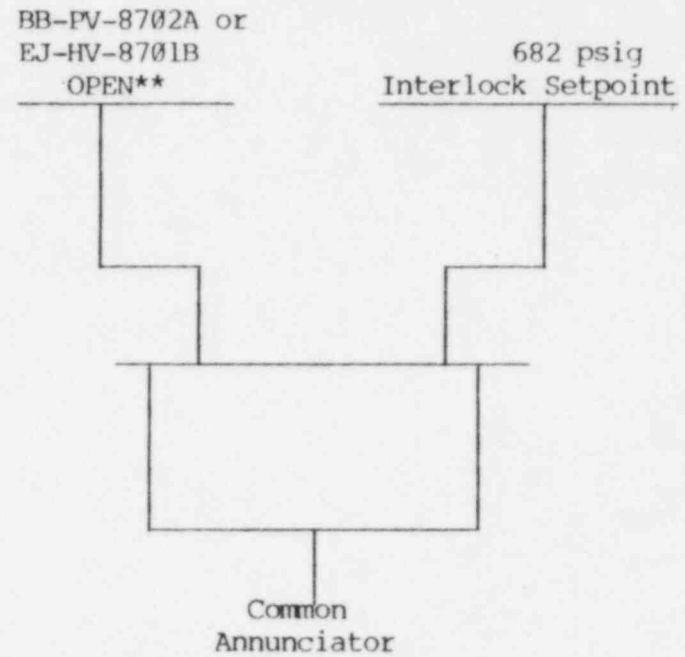 BB-PV-8702A or
EJ-HV-8701B
OPEN**
682 psig
Interlock Setpoint
Common
Annunciator